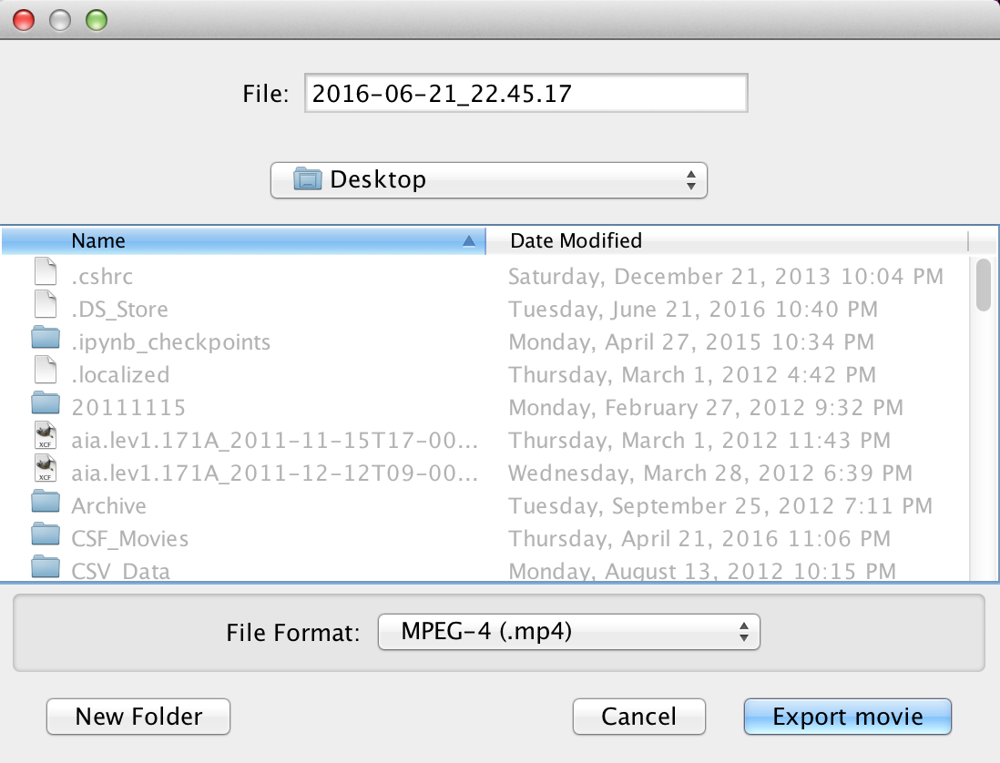 File: 2016-06-21_22.45.17
Desktop
Name Date Modified
.cshrc Saturday, December 21, 2013 10:04 PM
.DS_Store Tuesday, June 21, 2016 10:40 PM
.ipynb_checkpoints Monday, April 27, 2015 10:34 PM
.localized Thursday, March 1, 2012 4:42 PM
20111115 Monday, February 27, 2012 9:32 PM
XCF aia.lev1.171A_2011-11-15T17-00... Thursday, March 1, 2012 11:43 PM
XCF aia.lev1.171A_2011-12-12T09-00... Wednesday, March 28, 2012 6:39 PM
Archive Tuesday, September 25, 2012 7:11 PM
CSF_Movies Thursday, April 21, 2016 11:06 PM
CSV_Data Monday, August 13, 2012 10:15 PM
File Format: MPEG-4 (.mp4)
New Folder Cancel Export movie